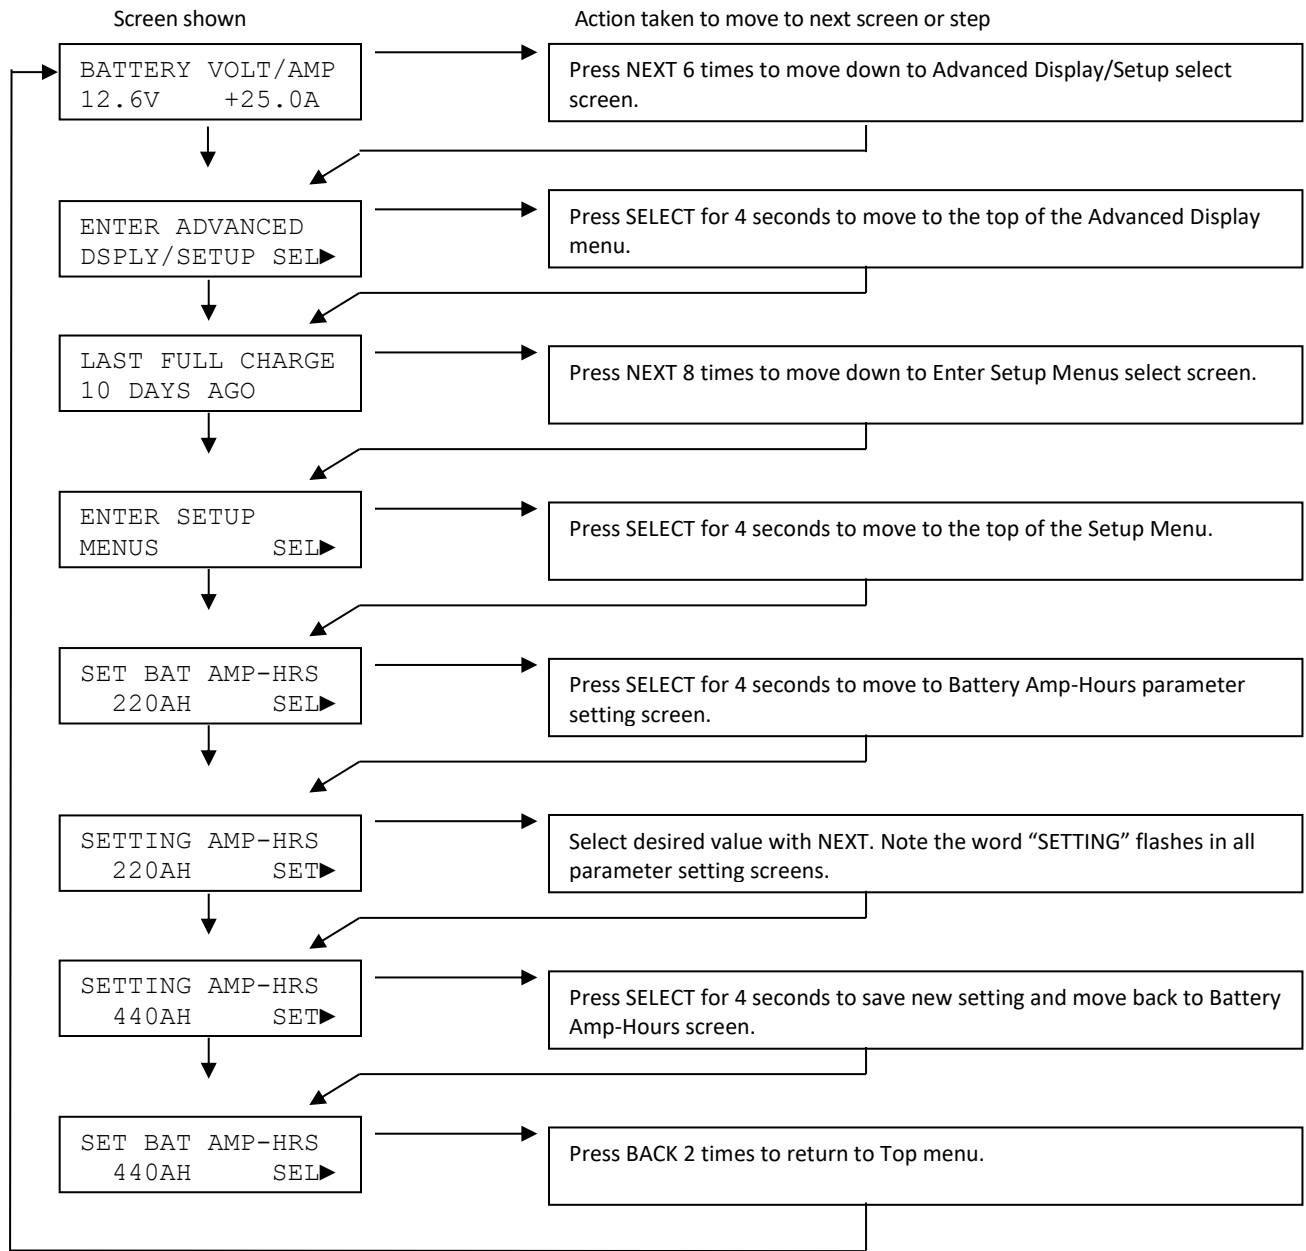 Screen shown
Action taken to move to next screen or step
BATTERY VOLT/AMP
12.6V +25.0A
Press NEXT 6 times to move down to Advanced Display/Setup select
screen.
ENTER ADVANCED
DSPLY/SETUP SEL►
Press SELECT for 4 seconds to move to the top of the Advanced Display
menu.
LAST FULL CHARGE
10 DAYS AGO
Press NEXT 8 times to move down to Enter Setup Menus select screen.
ENTER SETUP
MENUS SEL►
Press SELECT for 4 seconds to move to the top of the Setup Menu.
SET BAT AMP-HRS
220AH SEL►
Press SELECT for 4 seconds to move to Battery Amp-Hours parameter
setting screen.
SETTING AMP-HRS
220AH SET►
Select desired value with NEXT. Note the word “SETTING” flashes in all
parameter setting screens.
SETTING AMP-HRS
440AH SET►
Press SELECT for 4 seconds to save new setting and move back to Battery
Amp-Hours screen.
SET BAT AMP-HRS
440AH SEL►
Press BACK 2 times to return to Top menu.